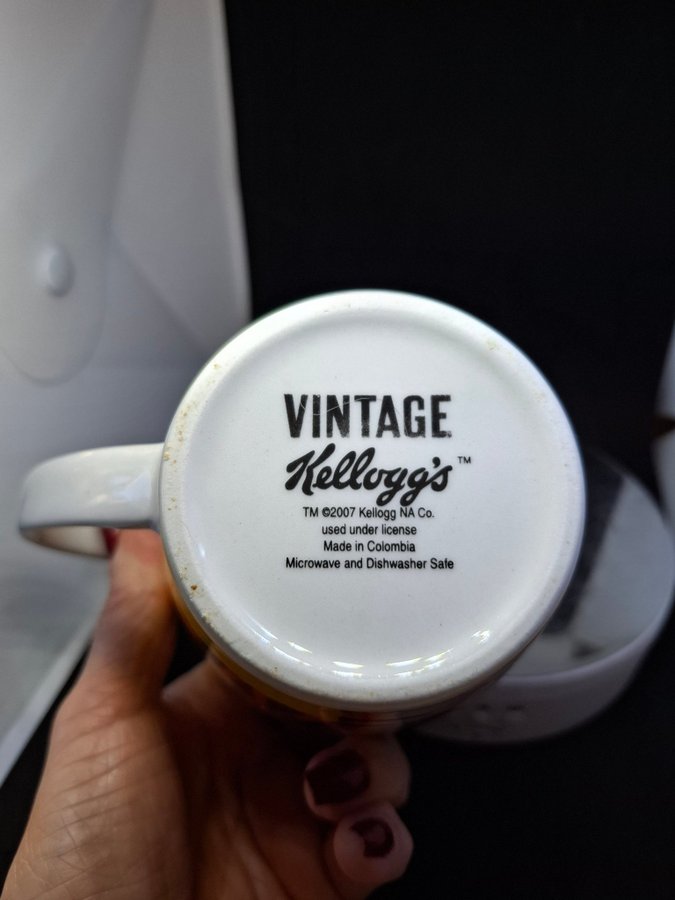 VINTAGE
Kellogg's™
TM ©2007 Kellogg NA Co.
used under license
Made in Colombia
Microwave and Dishwasher Safe